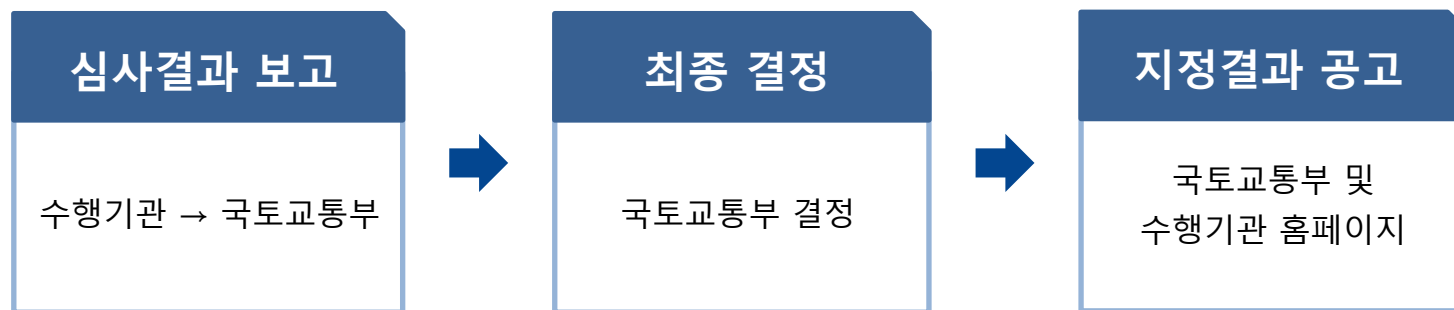 심사결과 보고
수행기관 → 국토교통부
최종 결정
국토교통부 결정
지정결과 공고
국토교통부 및
수행기관 홈페이지